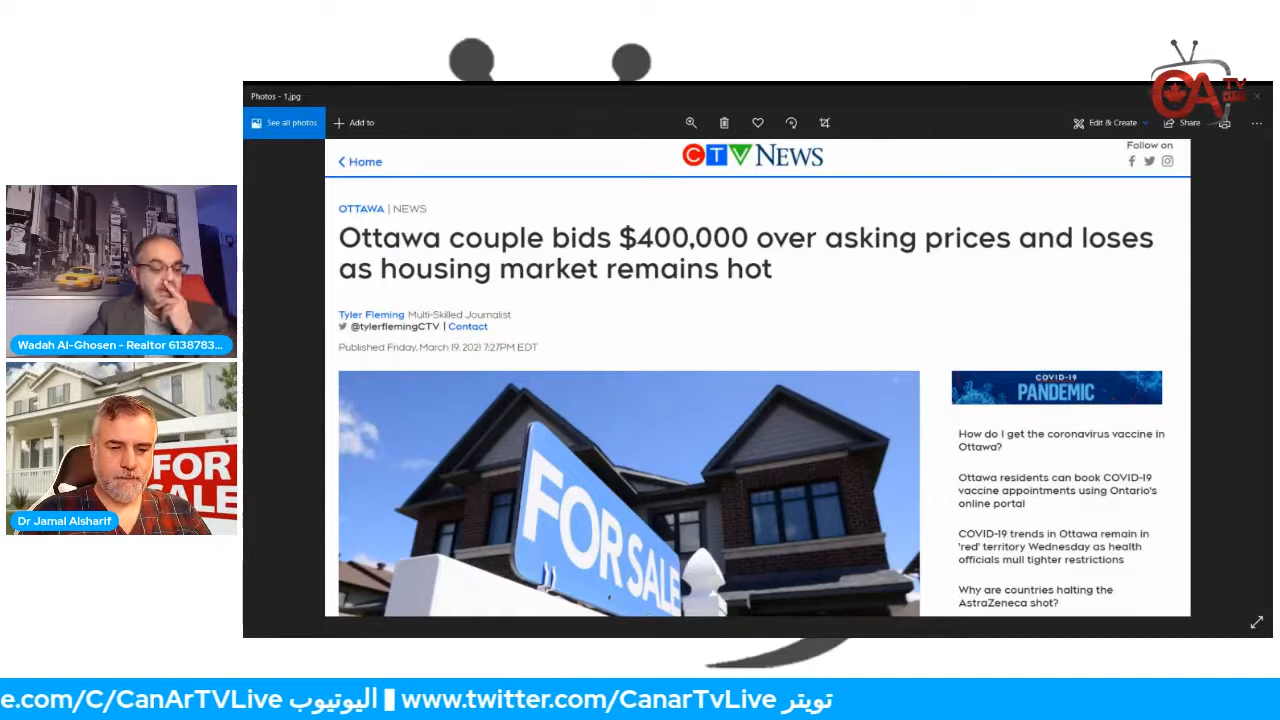 Photos - 1.jpg
See all photos
Add to
Edit & Create
Share
TV
CA
Home
CTV NEWS
Follow on
OTTAWA | NEWS
Ottawa couple bids $400,000 over asking prices and loses
as housing market remains hot
Tyler Fleming Multi-Skilled Journalist
@tylerflemingCTV | Contact
Published Friday, March 19, 2021 7:27PM EDT
FOR SALE
COVID-19
PANDEMIC
How do I get the coronavirus vaccine in
Ottawa?
Ottawa residents can book COVID-19
vaccine appointments using Ontario's
online portal
COVID-19 trends in Ottawa remain in
'red' territory Wednesday as health
officials mull tighter restrictions
Why are countries halting the
AstraZeneca shot?
Wadah Al-Ghosen - Realtor 6138783...
FOR
SALE
Dr Jamal Alsharif
e.com/C/CanArTVLive اليوتيوب www.twitter.com/CanarTvLive تويتر